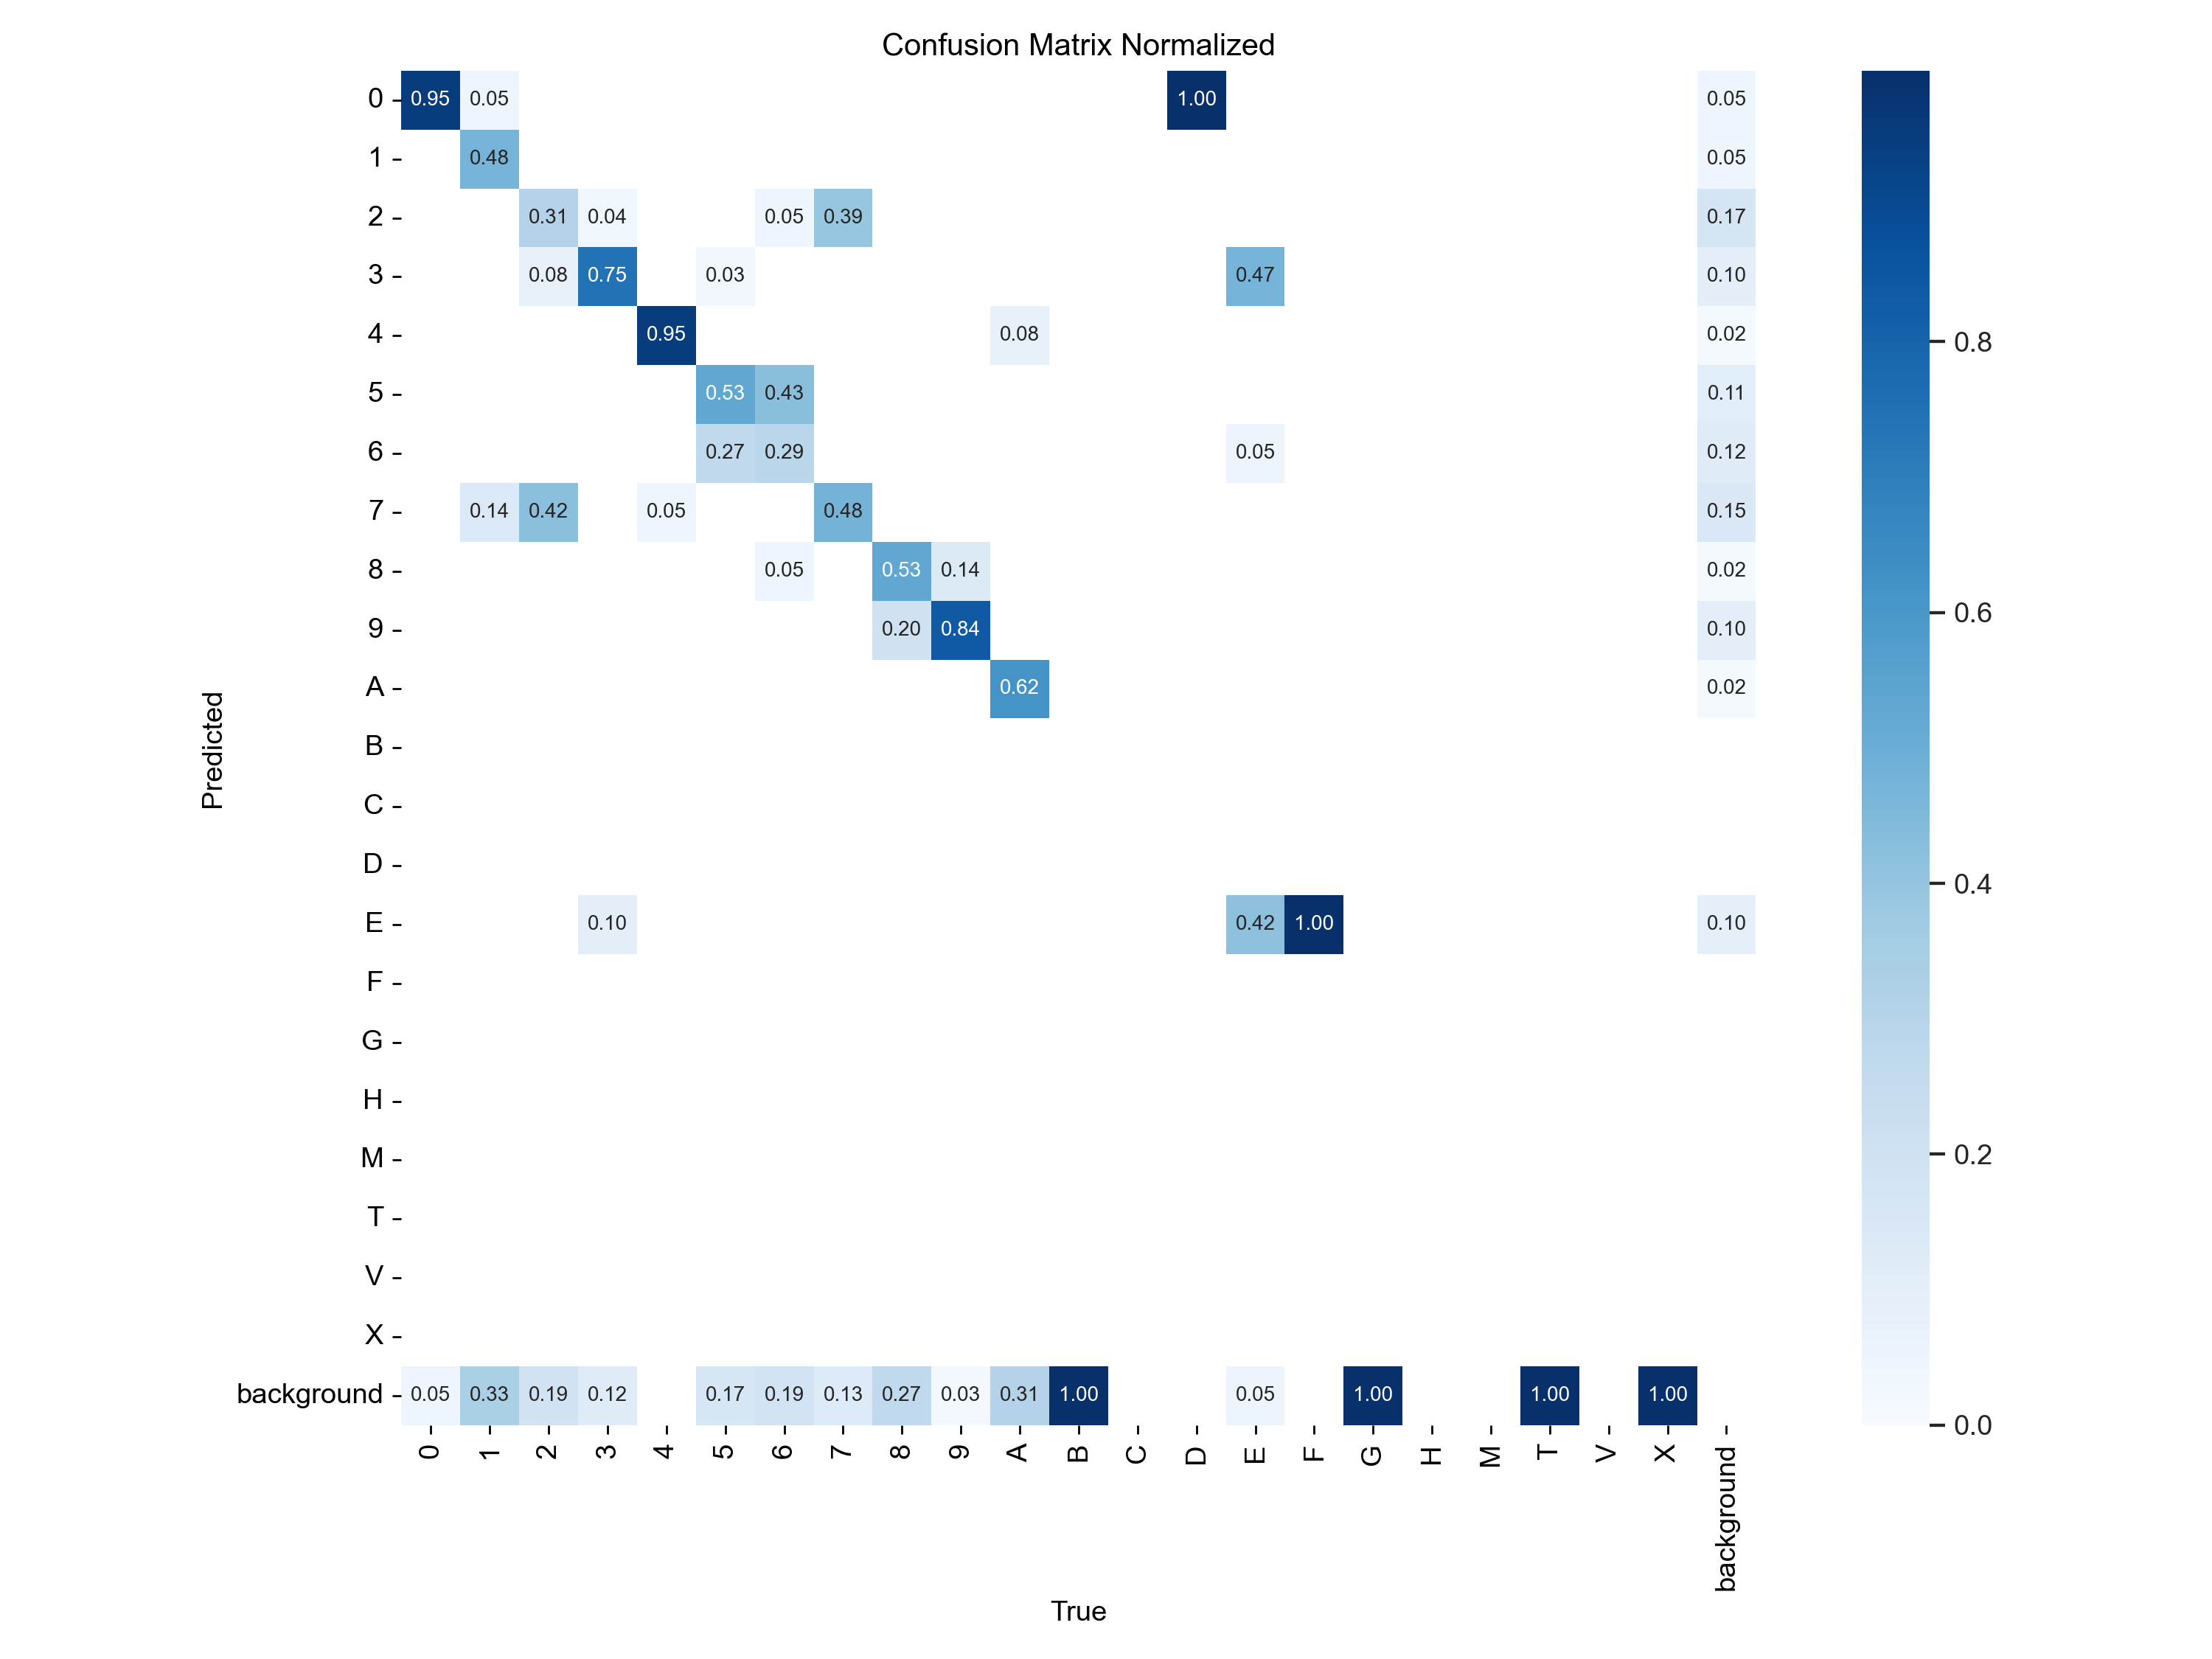 Confusion Matrix Normalized
0 0.95 0.05 1.00 0.05
1 0.48 0.05
2 0.31 0.04 0.05 0.39 0.17
3 0.08 0.75 0.03 0.47 0.10
4 0.95 0.08 0.02
5 0.53 0.43 0.11
6 0.27 0.29 0.05 0.12
7 0.14 0.42 0.05 0.48 0.15
8 0.05 0.53 0.14 0.02
9 0.20 0.84 0.10
A 0.62 0.02
B
C
D
E 0.10 0.42 1.00 0.10
F
G
H
M
T
V
X
background 0.05 0.33 0.19 0.12 0.17 0.19 0.13 0.27 0.03 0.31 1.00 0.05 1.00 1.00 1.00
0 1 2 3 4 5 6 7 8 9 A B C D E F G H M T V X background
True
Predicted
0.8
0.6
0.4
0.2
0.0